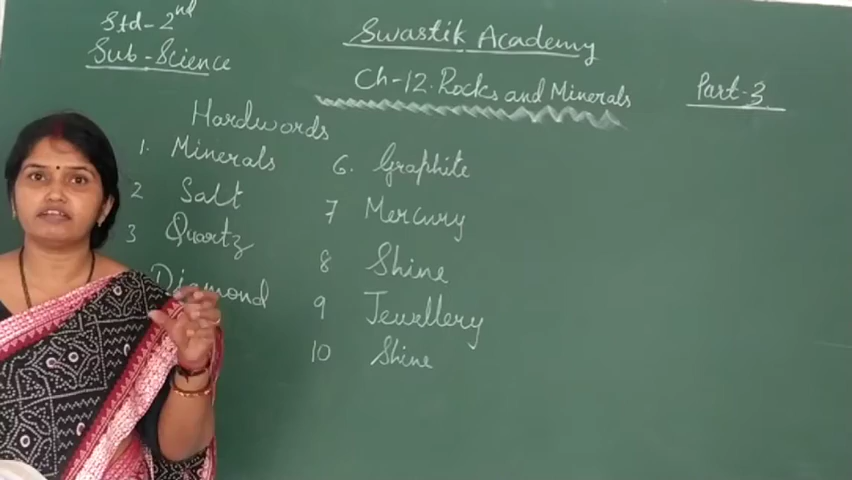 Std-2nd
Sub-Science
Swastik Academy
Ch-12. Rocks and Minerals
Part-3
Hardwords
1. Minerals
2 Salt
3 Quartz
Diamond
6. Graphite
7 Mercury
8 Shine
9 Jewellery
10 Shine